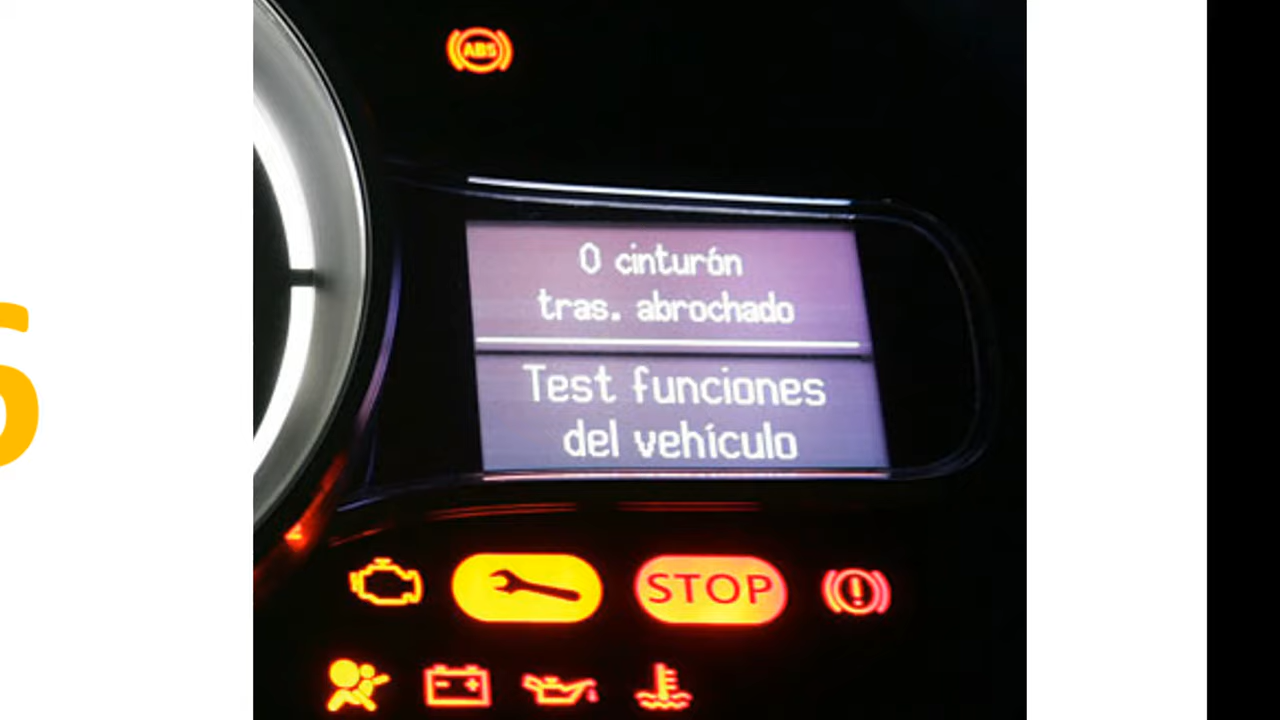 ABS
0 cinturón
tras. abrochado
Test funciones
del vehículo
STOP